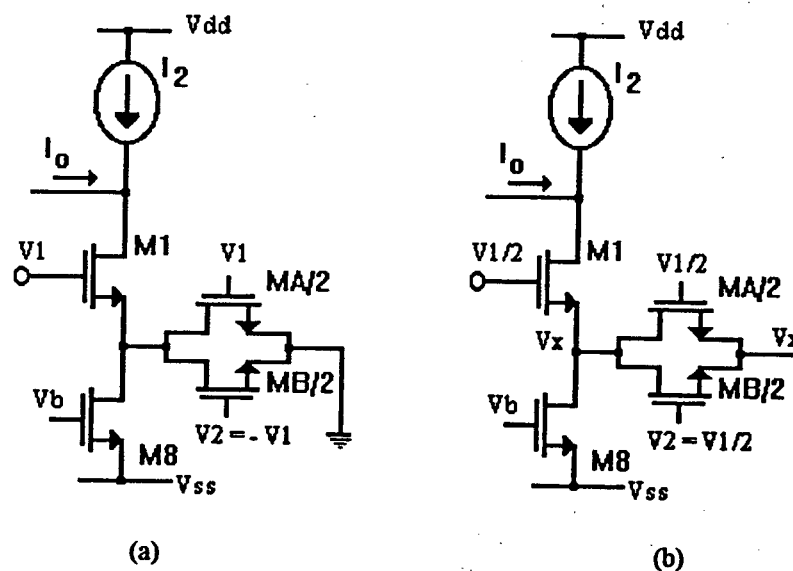 Vdd
I2
Io
V1
M1
V1
MA/2
MB/2
V2 = - V1
Vb
M8
Vss
(a)
Vdd
I2
Io
V1/2
M1
V1/2
MA/2
Vx
Vx
MB/2
V2 = V1/2
Vb
M8
Vss
(b)